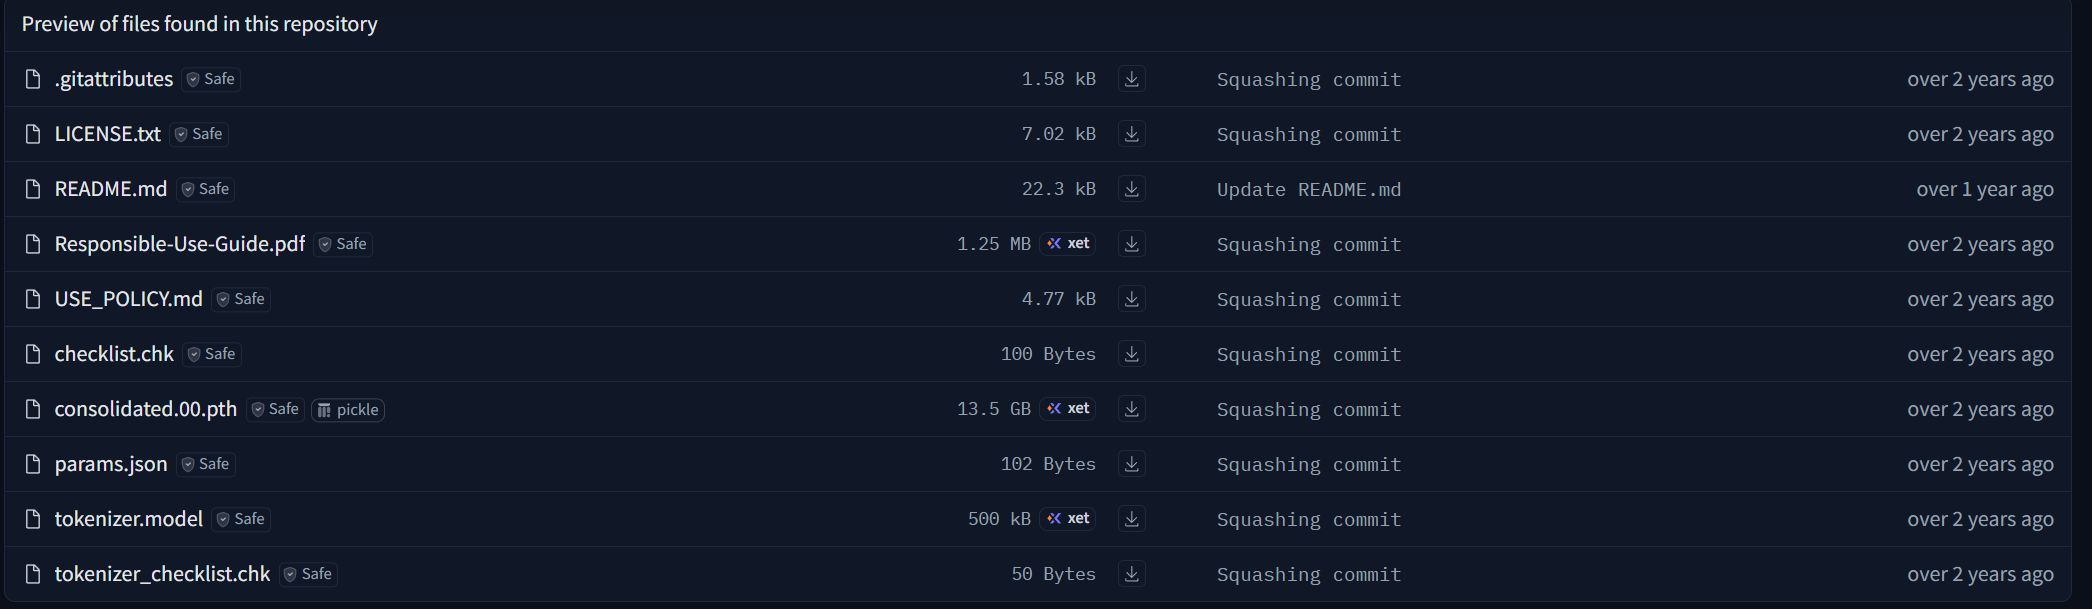 Preview of files found in this repository
.gitattributes Safe 1.58 kB Squashing commit over 2 years ago
LICENSE.txt Safe 7.02 kB Squashing commit over 2 years ago
README.md Safe 22.3 kB Update README.md over 1 year ago
Responsible-Use-Guide.pdf Safe 1.25 MB xet Squashing commit over 2 years ago
USE_POLICY.md Safe 4.77 kB Squashing commit over 2 years ago
checklist.chk Safe 100 Bytes Squashing commit over 2 years ago
consolidated.00.pth Safe pickle 13.5 GB xet Squashing commit over 2 years ago
params.json Safe 102 Bytes Squashing commit over 2 years ago
tokenizer.model Safe 500 kB xet Squashing commit over 2 years ago
tokenizer_checklist.chk Safe 50 Bytes Squashing commit over 2 years ago